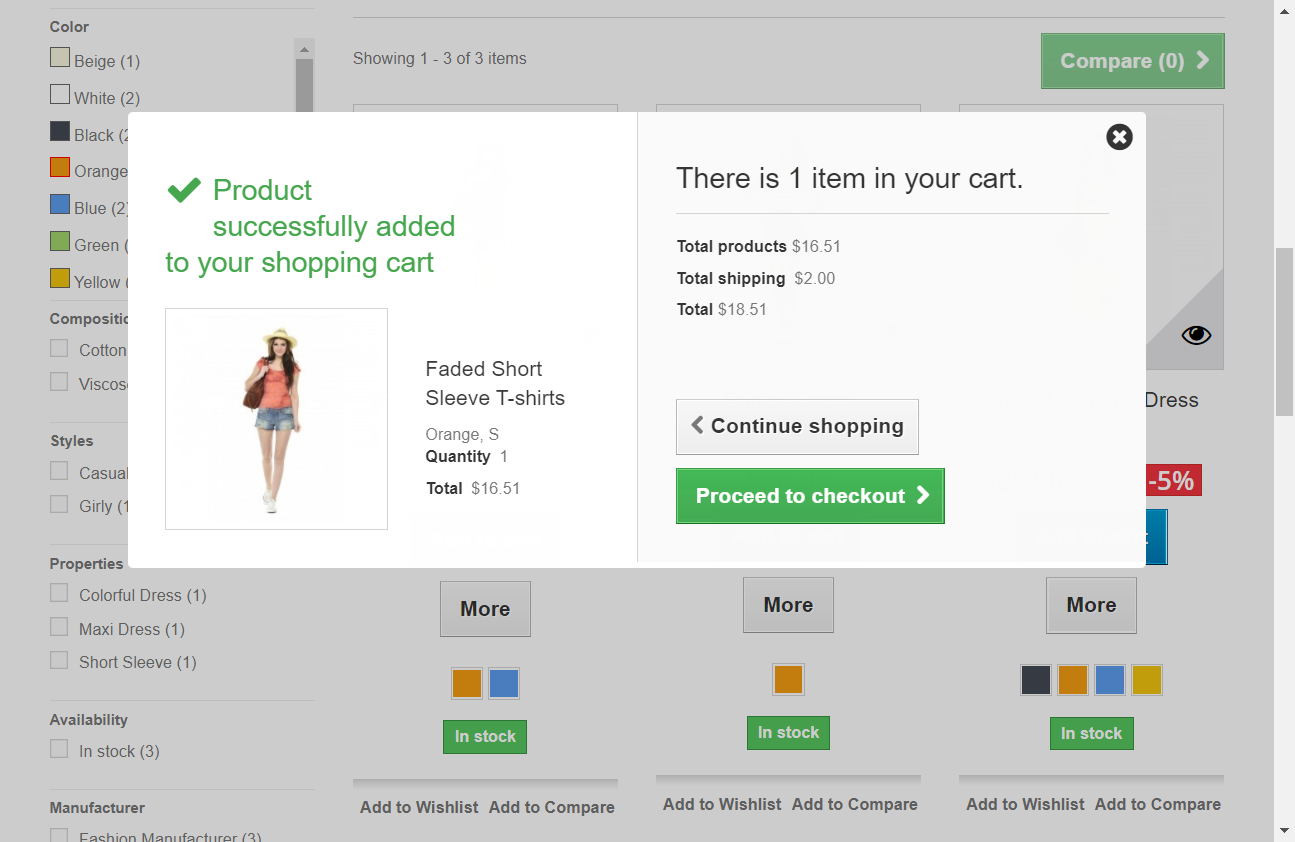 Color
Beige (1)
White (2)
Black (2
Orange
Blue (2)
Green (
Yellow (
Compositio
Cotton
Viscos
Styles
Casual
Girly (1
Properties
Colorful Dress (1)
Maxi Dress (1)
Short Sleeve (1)
Availability
In stock (3)
Manufacturer
Fashion Manufacturer (3)
Showing 1 - 3 of 3 items
Compare (0)
Product
successfully added
to your shopping cart
Faded Short
Sleeve T-shirts
Orange, S
Quantity 1
Total $16.51
There is 1 item in your cart.
Total products $16.51
Total shipping $2.00
Total $18.51
Continue shopping
Proceed to checkout
Dress
-5%
More
More
More
In stock
In stock
In stock
Add to Wishlist Add to Compare
Add to Wishlist Add to Compare
Add to Wishlist Add to Compare